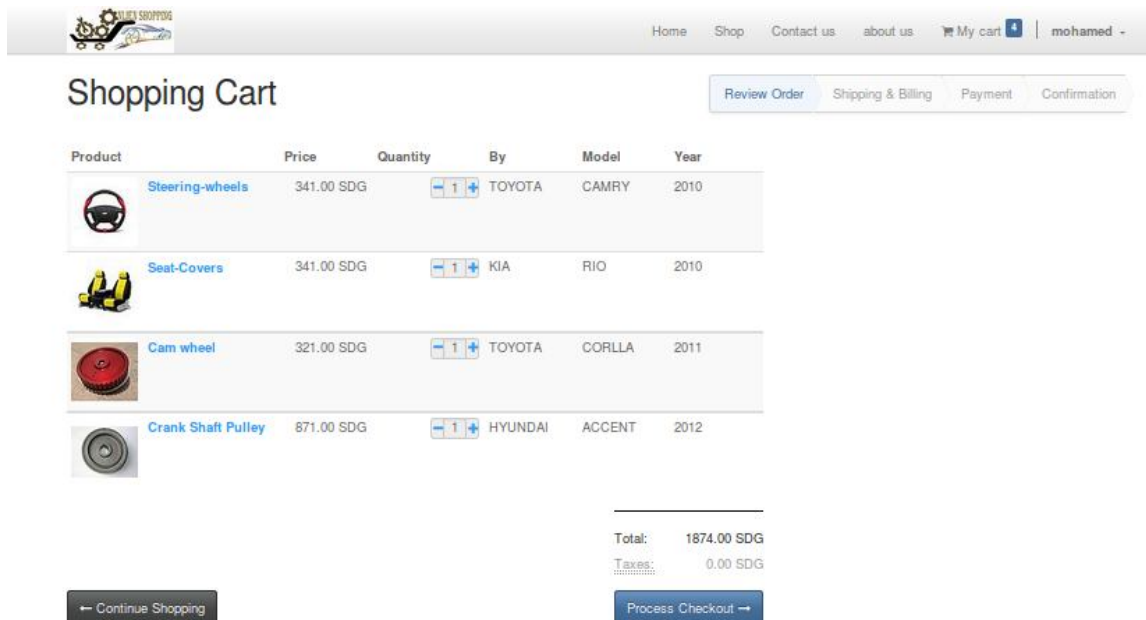 ONLIEN SHOPPING
Home Shop Contact us about us My cart 4 mohamed
Shopping Cart
Review Order Shipping & Billing Payment Confirmation
Product Price Quantity By Model Year
Steering-wheels 341.00 SDG − 1 + TOYOTA CAMRY 2010
Seat-Covers 341.00 SDG − 1 + KIA RIO 2010
Cam wheel 321.00 SDG − 1 + TOYOTA CORLLA 2011
Crank Shaft Pulley 871.00 SDG − 1 + HYUNDAI ACCENT 2012
Total: 1874.00 SDG
Taxes: 0.00 SDG
← Continue Shopping Process Checkout →